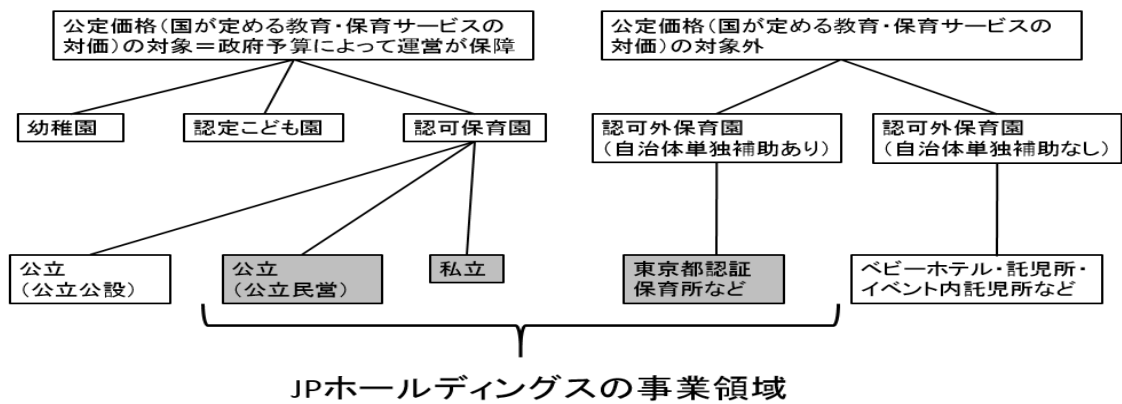 公定価格(国が定める教育・保育サービスの
対価)の対象＝政府予算によって運営が保障
公定価格(国が定める教育・保育サービスの
対価)の対象外
幼稚園
認定こども園
認可保育園
認可外保育園
(自治体単独補助あり)
認可外保育園
(自治体単独補助なし)
公立
(公立公設)
公立
(公立民営)
私立
東京都認証
保育所など
ベビーホテル・託児所・
イベント内託児所など
JPホールディングスの事業領域